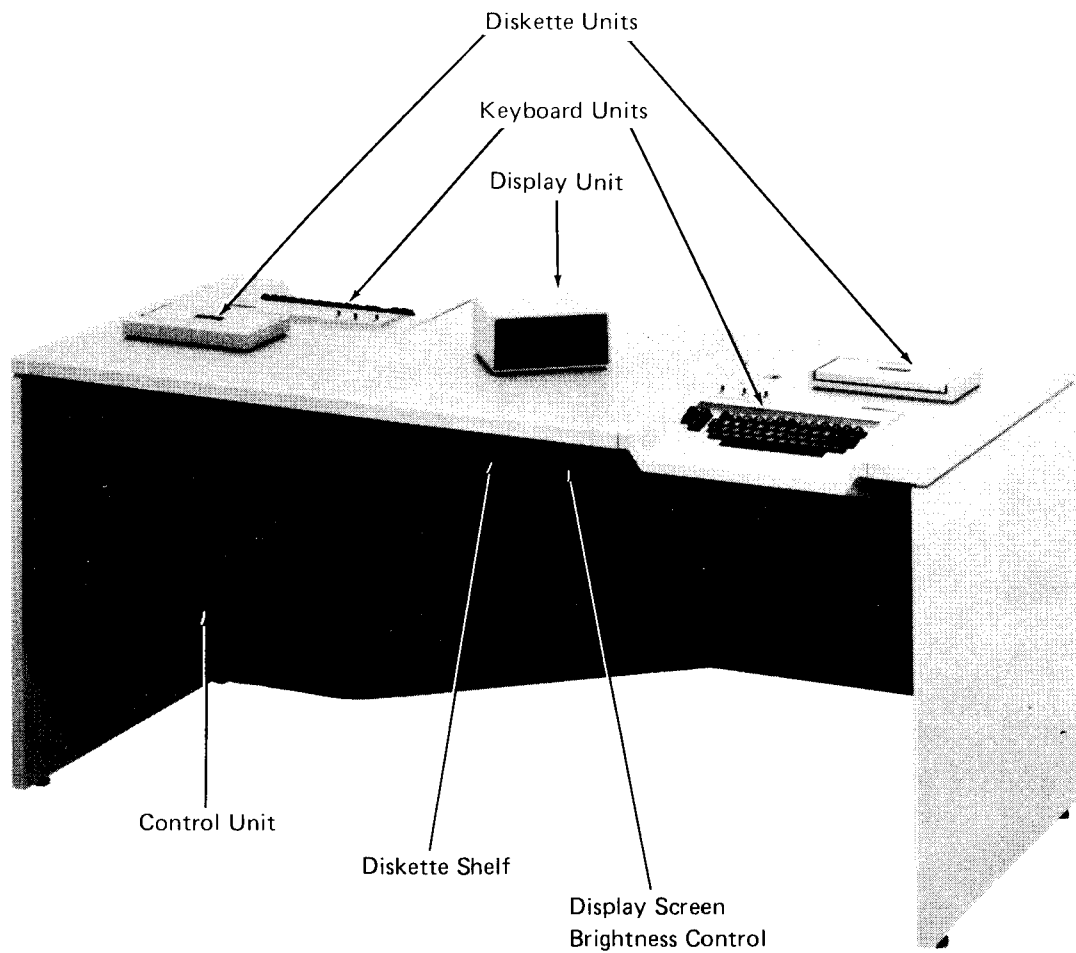 Diskette Units
Keyboard Units
Display Unit
Control Unit
Diskette Shelf
Display Screen
Brightness Control